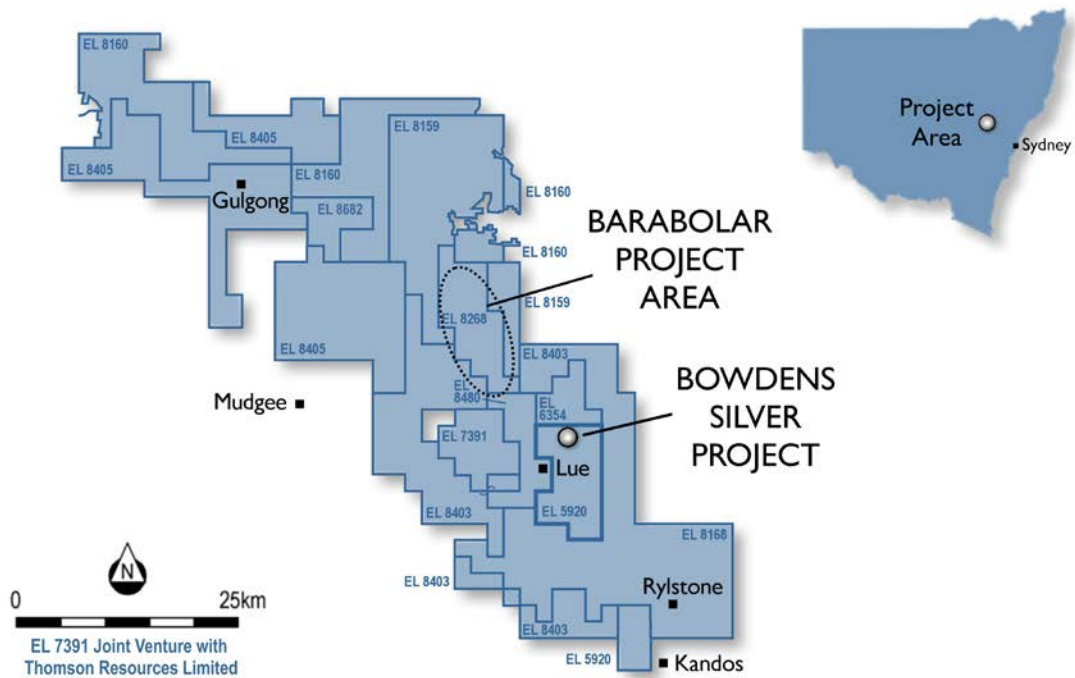 EL 8160
EL 8405
EL 8159
EL 8405
EL 8160
Gulgong
EL 8682
EL 8160
EL 8160
BARABOLAR
PROJECT
AREA
EL 8159
EL 8268
EL 8405
EL 8403
EL
8480
EL
6354
Mudgee
BOWDENS
SILVER
PROJECT
EL 7391
Lue
EL 5920
EL 8403
EL 8168
EL 8403
Rylstone
EL 8403
EL 5920
Kandos
N
0 25km
EL 7391 Joint Venture with
Thomson Resources Limited
Project
Area
Sydney